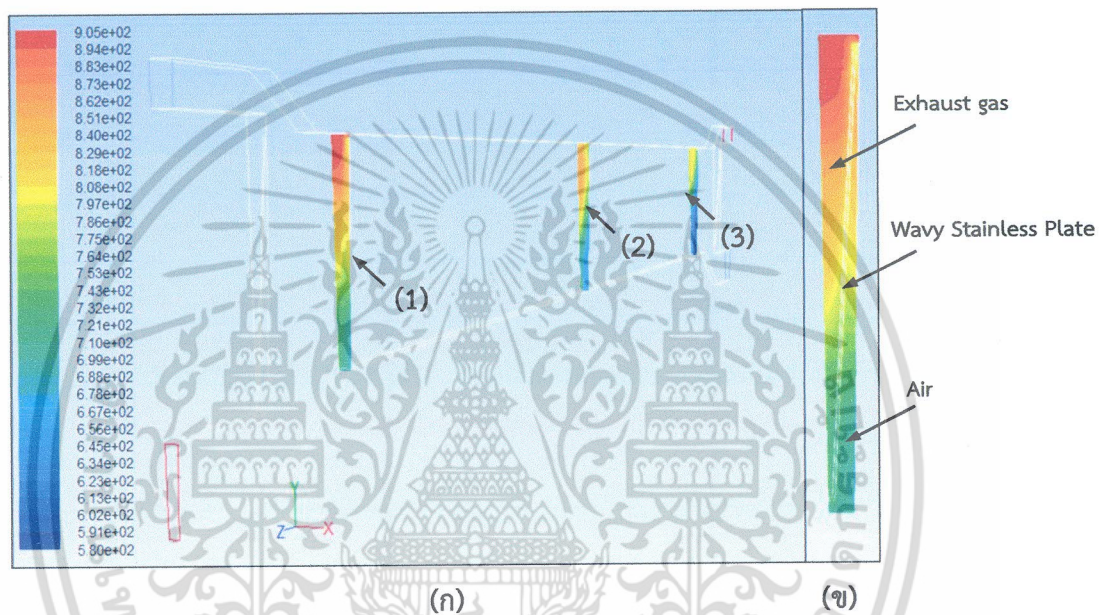 9.05e+02
8.94e+02
8.83e+02
8.73e+02
8.62e+02
8.51e+02
8.40e+02
8.29e+02
8.18e+02
8.08e+02
7.97e+02
7.86e+02
7.75e+02
7.64e+02
7.53e+02
7.43e+02
7.32e+02
7.21e+02
7.10e+02
6.99e+02
6.88e+02
6.78e+02
6.67e+02
6.56e+02
6.45e+02
6.34e+02
6.23e+02
6.13e+02
6.02e+02
5.91e+02
5.80e+02
(1)
(2)
(3)
Y
Z
X
Exhaust gas
Wavy Stainless Plate
Air
(ก)
(ข)